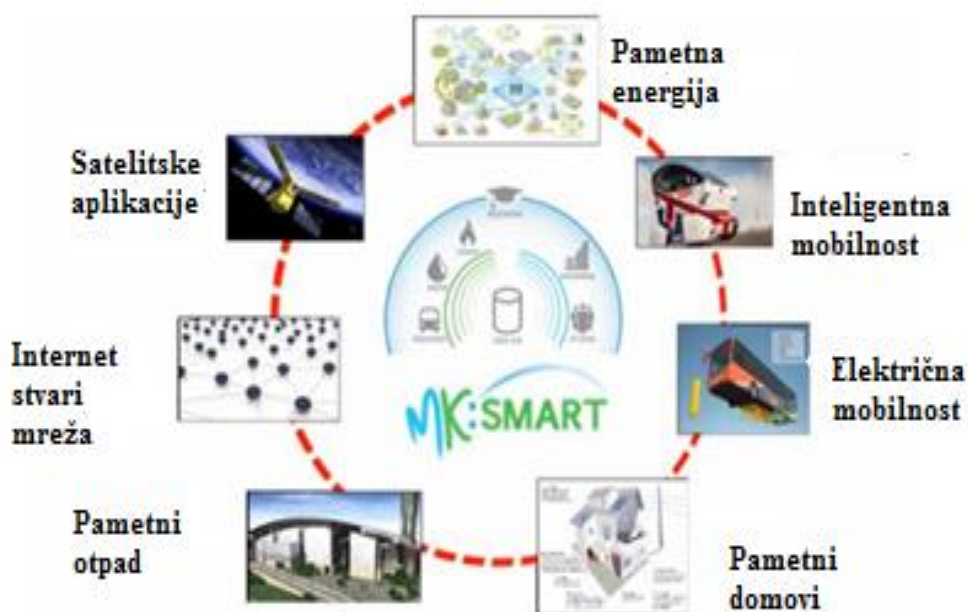 Pametna
energija
Satelitske
aplikacije
Inteligentna
mobilnost
Internet
stvari
mreža
Električna
mobilnost
MK:SMART
Pametni
otpad
Pametni
domovi